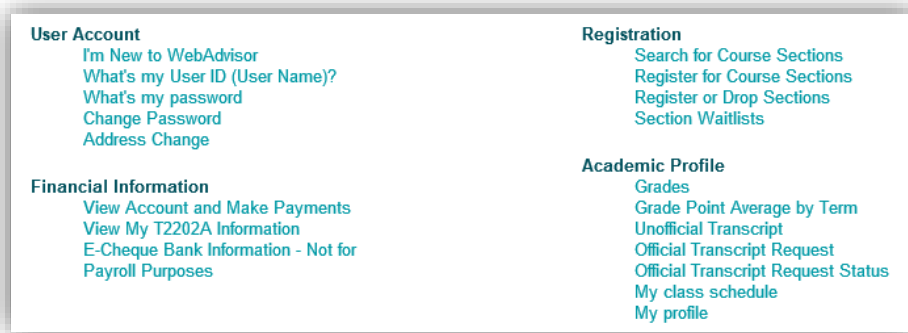 User Account
I'm New to WebAdvisor
What's my User ID (User Name)?
What's my password
Change Password
Address Change
Financial Information
View Account and Make Payments
View My T2202A Information
E-Cheque Bank Information - Not for
Payroll Purposes
Registration
Search for Course Sections
Register for Course Sections
Register or Drop Sections
Section Waitlists
Academic Profile
Grades
Grade Point Average by Term
Unofficial Transcript
Official Transcript Request
Official Transcript Request Status
My class schedule
My profile